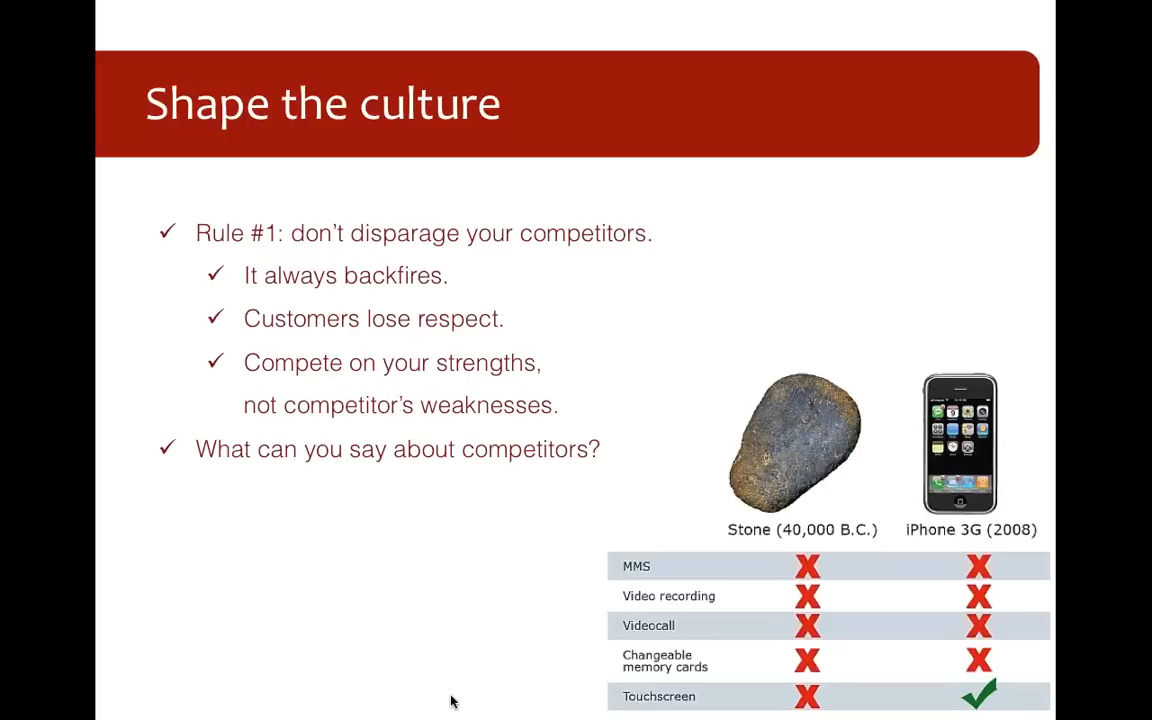 Shape the culture
Rule #1: don't disparage your competitors.
It always backfires.
Customers lose respect.
Compete on your strengths,
not competitor's weaknesses.
What can you say about competitors?
Stone (40,000 B.C.) iPhone 3G (2008)
MMS
Video recording
Videocall
Changeable
memory cards
Touchscreen